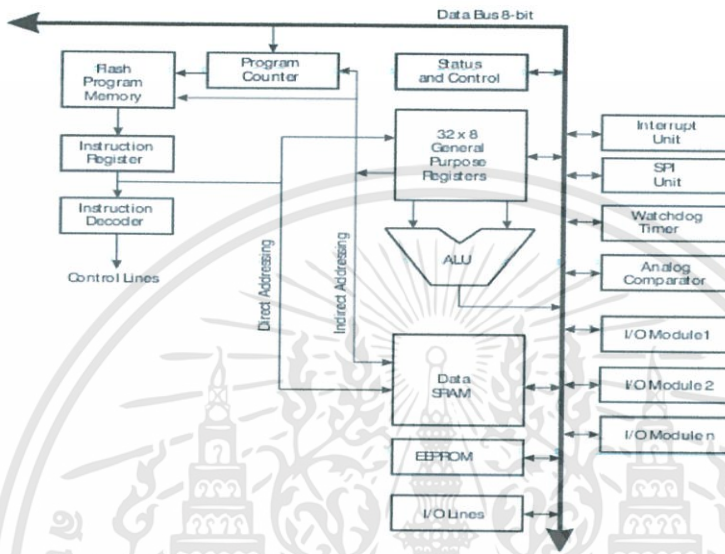 Data Bus 8-bit
Flash
Program
Memory
Program
Counter
Status
and Control
Instruction
Register
32 x 8
General
Purpose
Registers
Interrupt
Unit
SPI
Unit
Instruction
Decoder
Watchdog
Timer
Control Lines
Direct Addressing
Indirect Addressing
ALU
Analog
Comparator
I/O Module 1
Data
SRAM
I/O Module 2
I/O Module n
EEPROM
I/O Lines